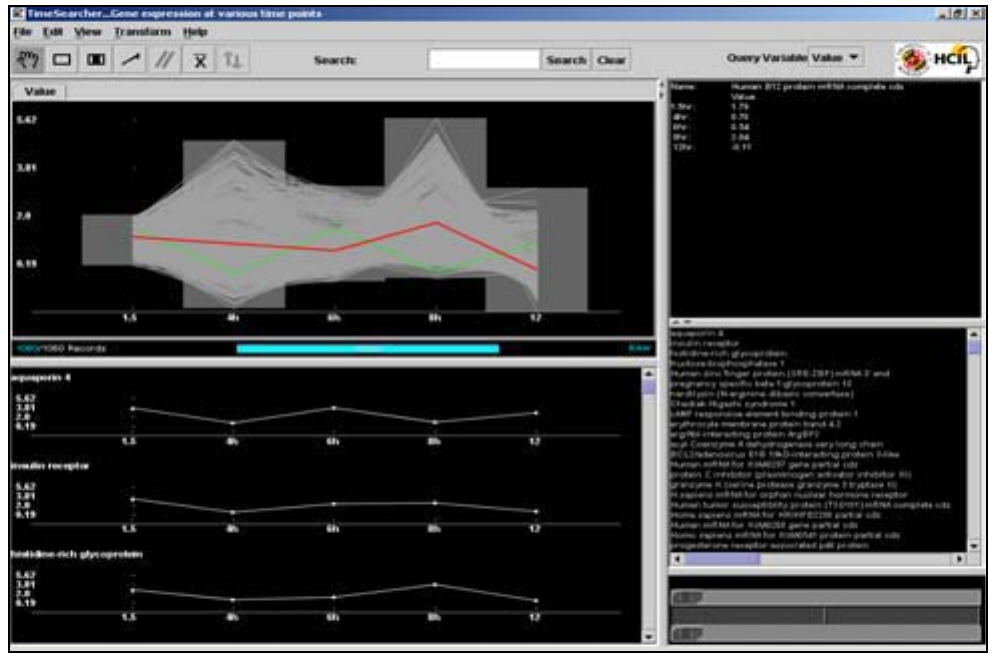 TimeSearcher...Gene expression at various time points
File Edit View Transform Help
Search: Search Clear Query Variable Value HCIL
Value
5.62
3.81
2.0
0.19
1.5 4h 6h 8h 12
1060/1060 Records
aquaporin 4
5.62
3.81
2.0
0.19
1.5 4h 6h 8h 12
insulin receptor
5.62
3.81
2.0
0.19
1.5 4h 6h 8h 12
histidine-rich glycoprotein
5.62
3.81
2.0
0.19
1.5 4h 6h 8h 12
Name: Human B12 protein mRNA complete cds
Value
1.5hr: 1.76
4hr: 0.76
6hr: 0.54
8hr: 2.04
12hr: -0.11
aquaporin 4
insulin receptor
histidine-rich glycoprotein
fructose-bisphosphatase 1
Human zinc finger protein mRNA and
pregnancy specific beta-1-glycoprotein 10
nardilysin (N-arginine dibasic convertase)
Chediak-Higashi syndrome 1
cAMP responsive element binding protein 1
erythrocyte membrane protein band 4.2
arg/Abl-interacting protein ArgBP2
acyl-Coenzyme A dehydrogenase very long chain
BCL2/adenovirus E1B 19kD-interacting protein 3-like
Human mRNA for gene partial cds
protein C inhibitor (plasminogen activator inhibitor III)
granzyme K (serine protease granzyme 3 tryptase II)
H.sapiens mRNA for orphan nuclear hormone receptor
Human tumor susceptibility protein (TSG101) mRNA complete cds
Homo sapiens mRNA for partial cds
Human mRNA for gene partial cds
Homo sapiens mRNA for protein partial cds
progesterone receptor-associated p48 protein